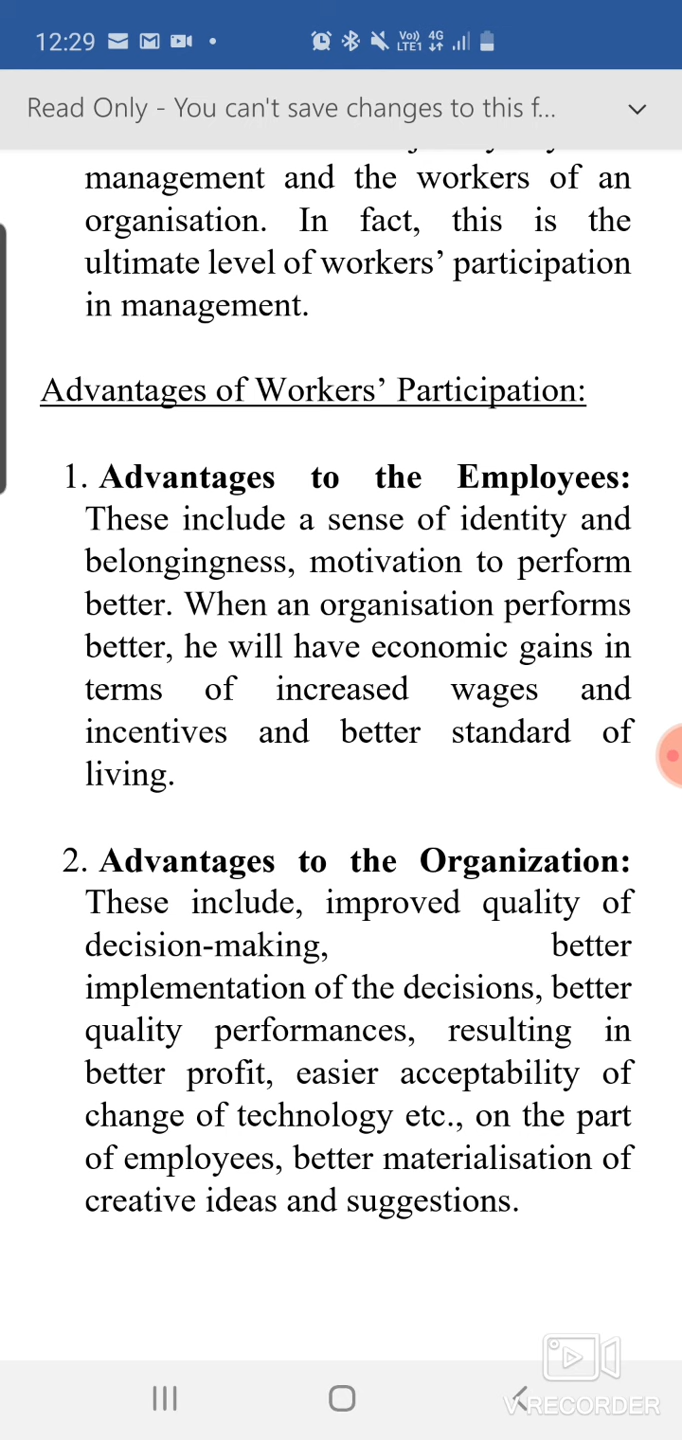 12:29
Vo)) 4G
LTE1
Read Only - You can't save changes to this f...
management and the workers of an
organisation. In fact, this is the
ultimate level of workers' participation
in management.
Advantages of Workers' Participation:
1. Advantages to the Employees:
These include a sense of identity and
belongingness, motivation to perform
better. When an organisation performs
better, he will have economic gains in
terms of increased wages and
incentives and better standard of
living.
2. Advantages to the Organization:
These include, improved quality of
decision-making, better
implementation of the decisions, better
quality performances, resulting in
better profit, easier acceptability of
change of technology etc., on the part
of employees, better materialisation of
creative ideas and suggestions.
V RECORDER